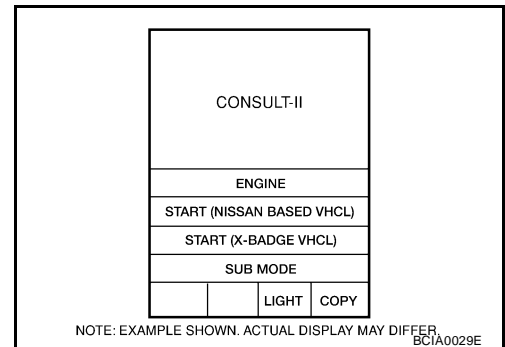 CONSULT-II
ENGINE
START (NISSAN BASED VHCL)
START (X-BADGE VHCL)
SUB MODE
LIGHT COPY
NOTE: EXAMPLE SHOWN. ACTUAL DISPLAY MAY DIFFER.
BCIA0029E